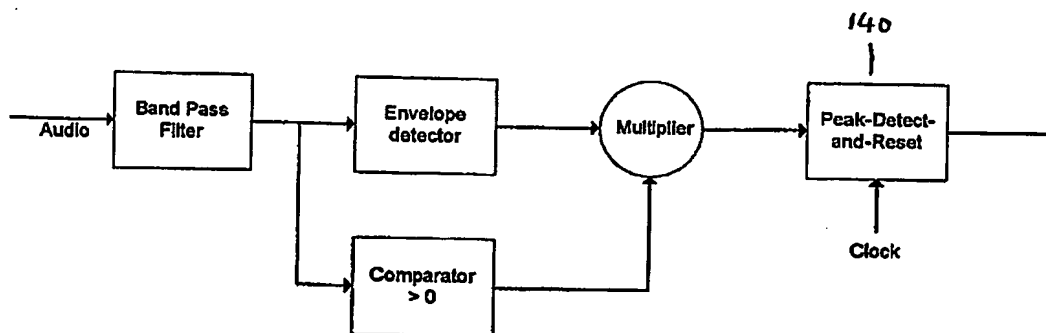 140
Audio
Band Pass
Filter
Envelope
detector
Multiplier
Peak-Detect-
and-Reset
Comparator
> 0
Clock